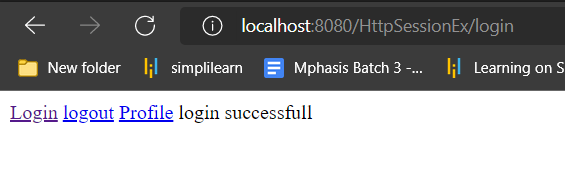 localhost:8080/HttpSessionEx/login
New folder simplilearn Mphasis Batch 3 -... Learning on S
Login logout Profile login successfull